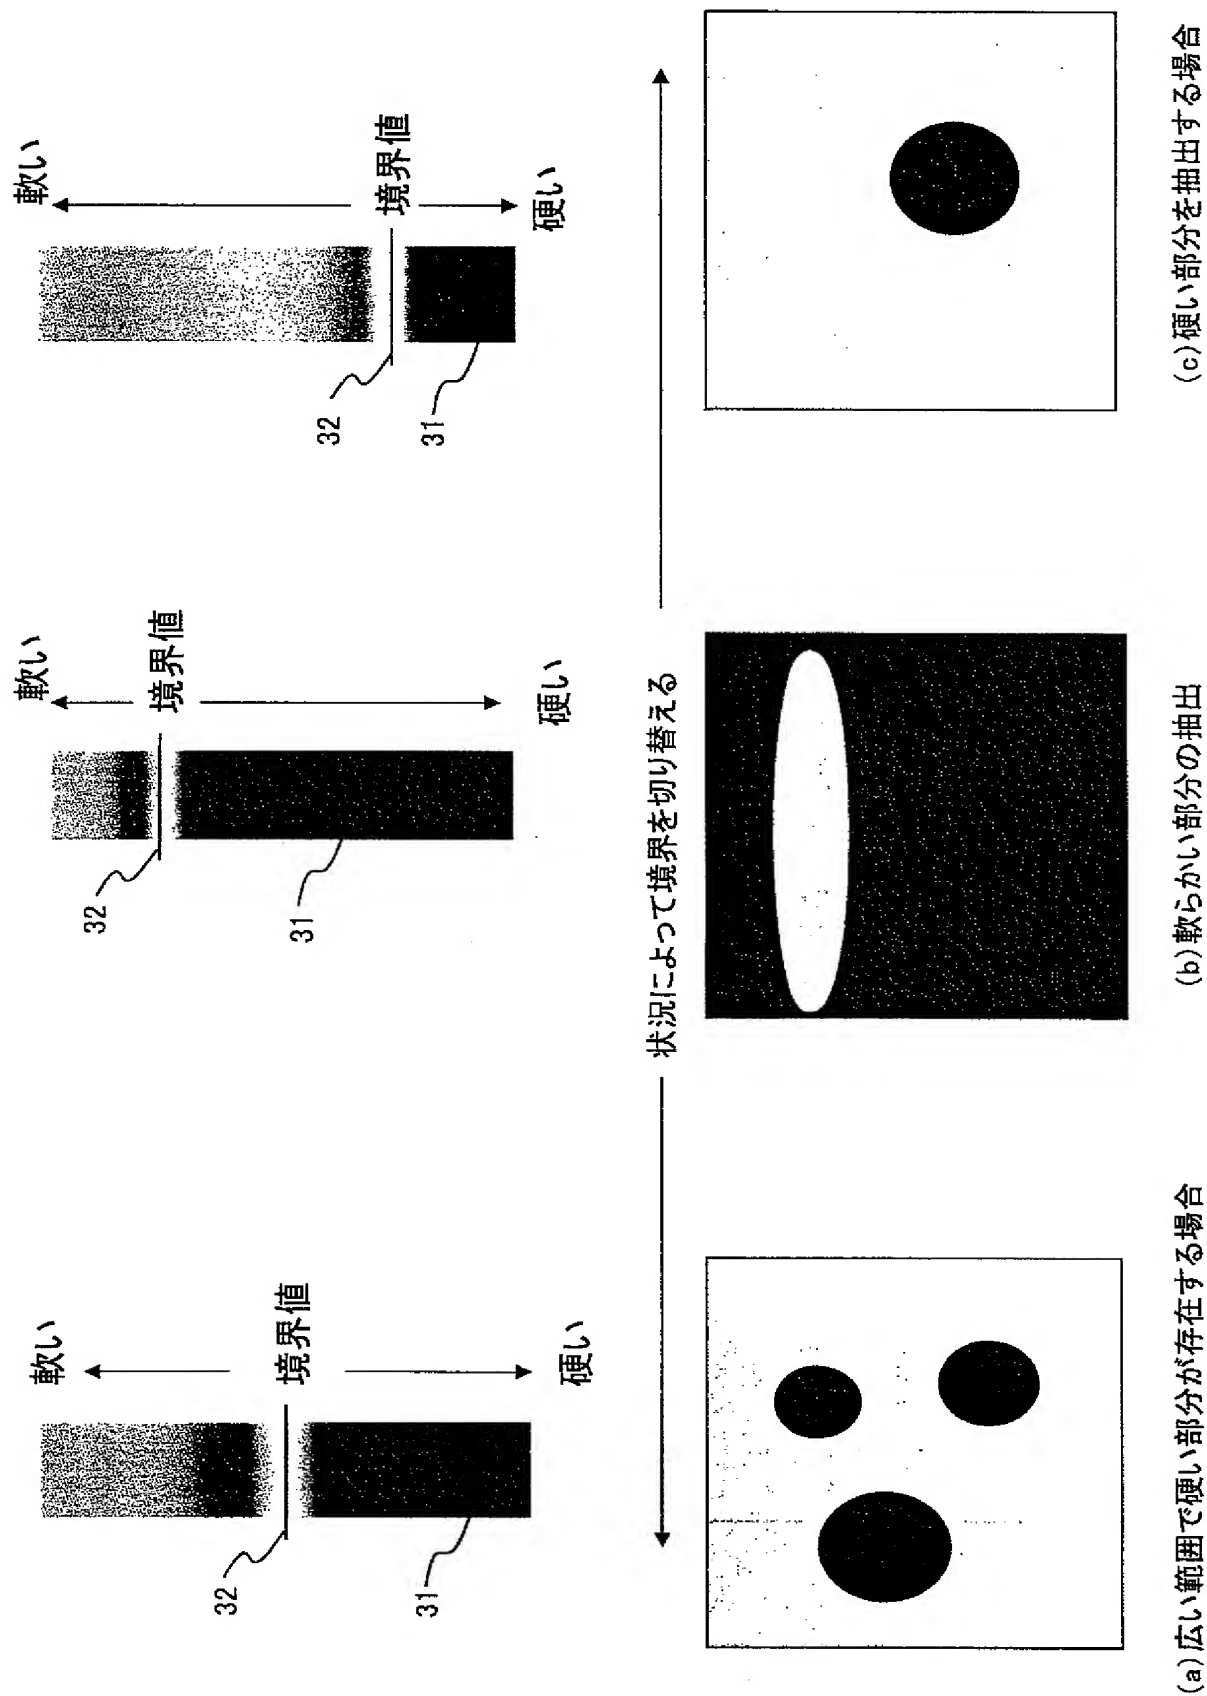 軟い
境界値
硬い
32
31
軟い
境界値
硬い
32
31
軟い
境界値
硬い
32
31
状況によって境界を切り替える
(a)広い範囲で硬い部分が存在する場合
(b)軟らかい部分の抽出
(c)硬い部分を抽出する場合